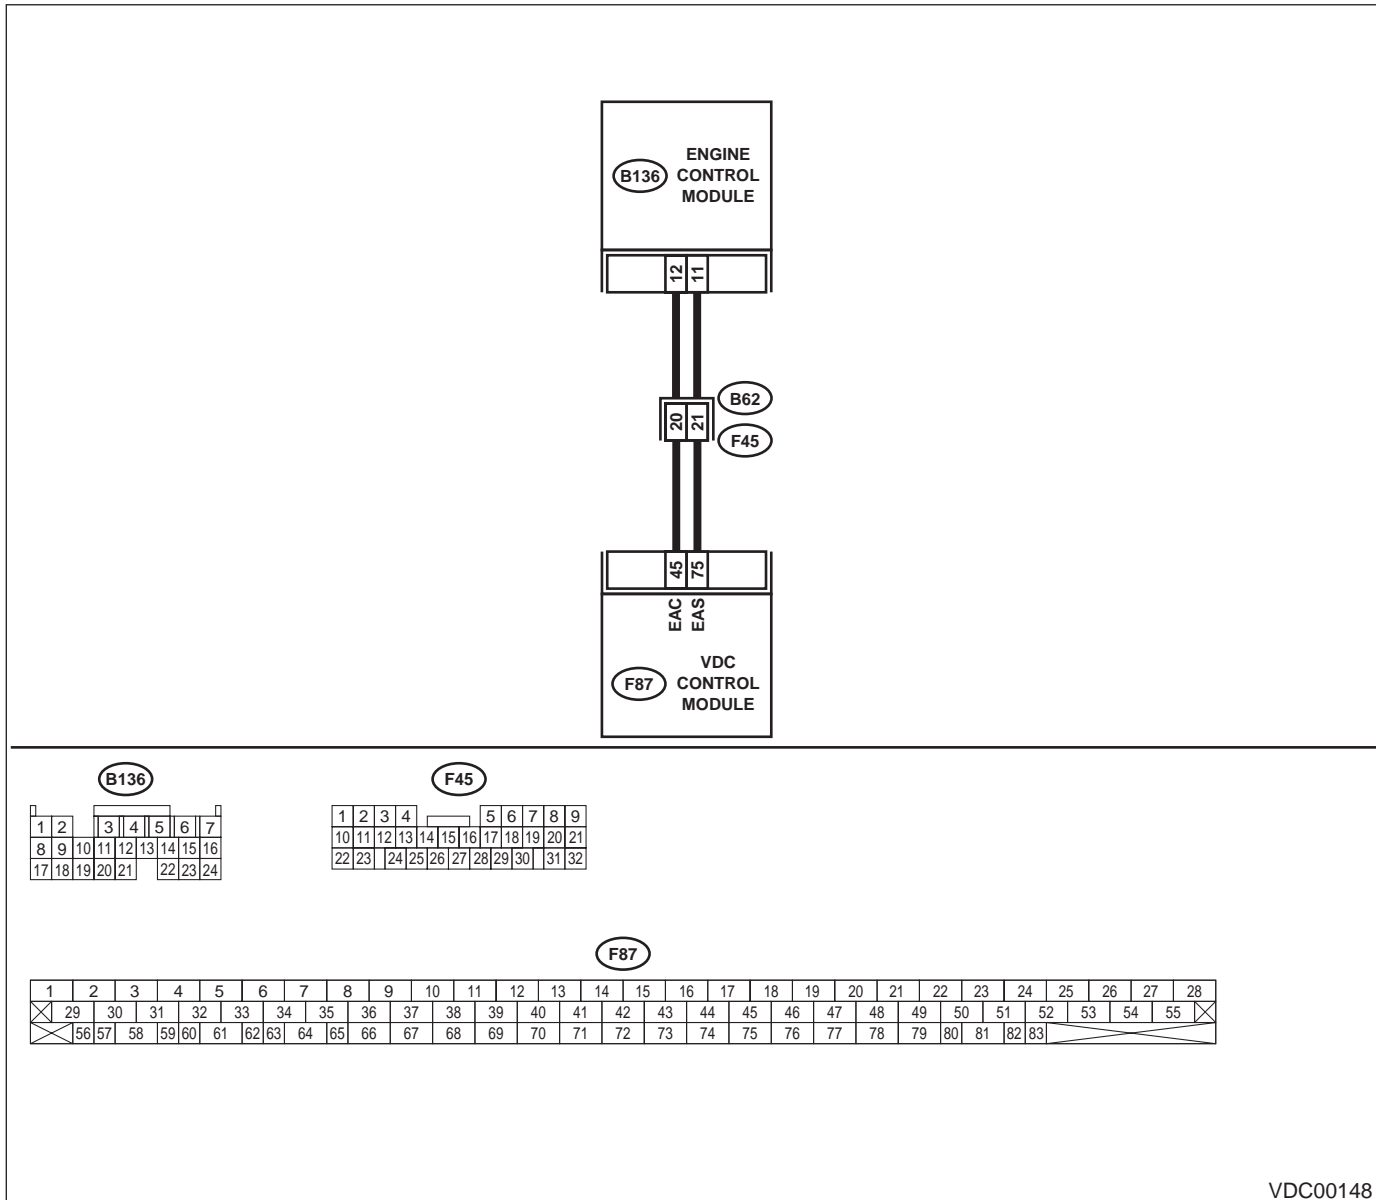 ENGINE
B136 CONTROL
MODULE
12 11
B62
20 21
F45
45 75
EAC EAS
VDC
F87 CONTROL
MODULE
B136
1 2 3 4 5 6 7
8 9 10 11 12 13 14 15 16
17 18 19 20 21 22 23 24
F45
1 2 3 4 5 6 7 8 9
10 11 12 13 14 15 16 17 18 19 20 21
22 23 24 25 26 27 28 29 30 31 32
F87
1 2 3 4 5 6 7 8 9 10 11 12 13 14 15 16 17 18 19 20 21 22 23 24 25 26 27 28
29 30 31 32 33 34 35 36 37 38 39 40 41 42 43 44 45 46 47 48 49 50 51 52 53 54 55
56 57 58 59 60 61 62 63 64 65 66 67 68 69 70 71 72 73 74 75 76 77 78 79 80 81 82 83
VDC00148